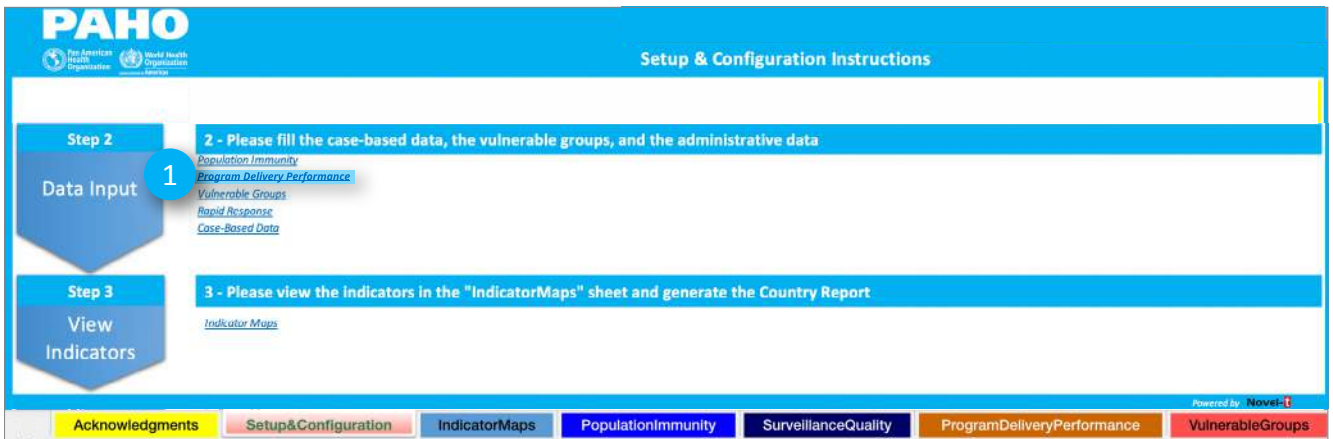 PAHO
Pan American
Health
Organization
World Health
Organization
Americas
Setup & Configuration Instructions
Step 2
2 - Please fill the case-based data, the vulnerable groups, and the administrative data
Data Input
1
Population Immunity
Program Delivery Performance
Vulnerable Groups
Rapid Response
Case-Based Data
Step 3
3 - Please view the indicators in the "IndicatorMaps" sheet and generate the Country Report
View
Indicators
Indicator Maps
Powered by Novel-t
Acknowledgments Setup&Configuration IndicatorMaps PopulationImmunity SurveillanceQuality ProgramDeliveryPerformance VulnerableGroups